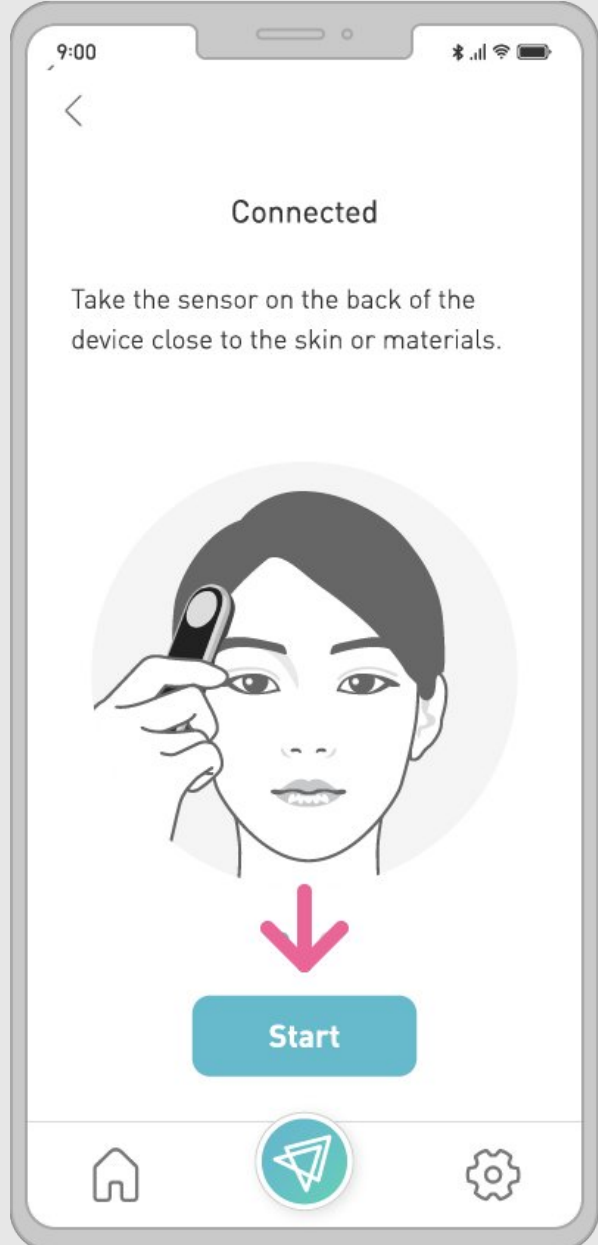 9:00
Connected
Take the sensor on the back of the
device close to the skin or materials.
Start